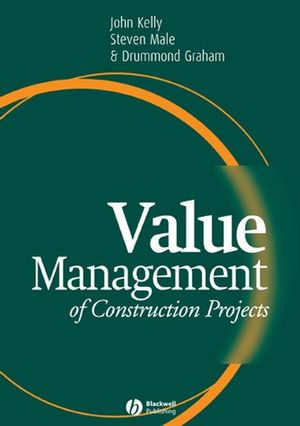 John Kelly
Steven Male
& Drummond Graham
Value
Management
of Construction Projects
Blackwell
Publishing